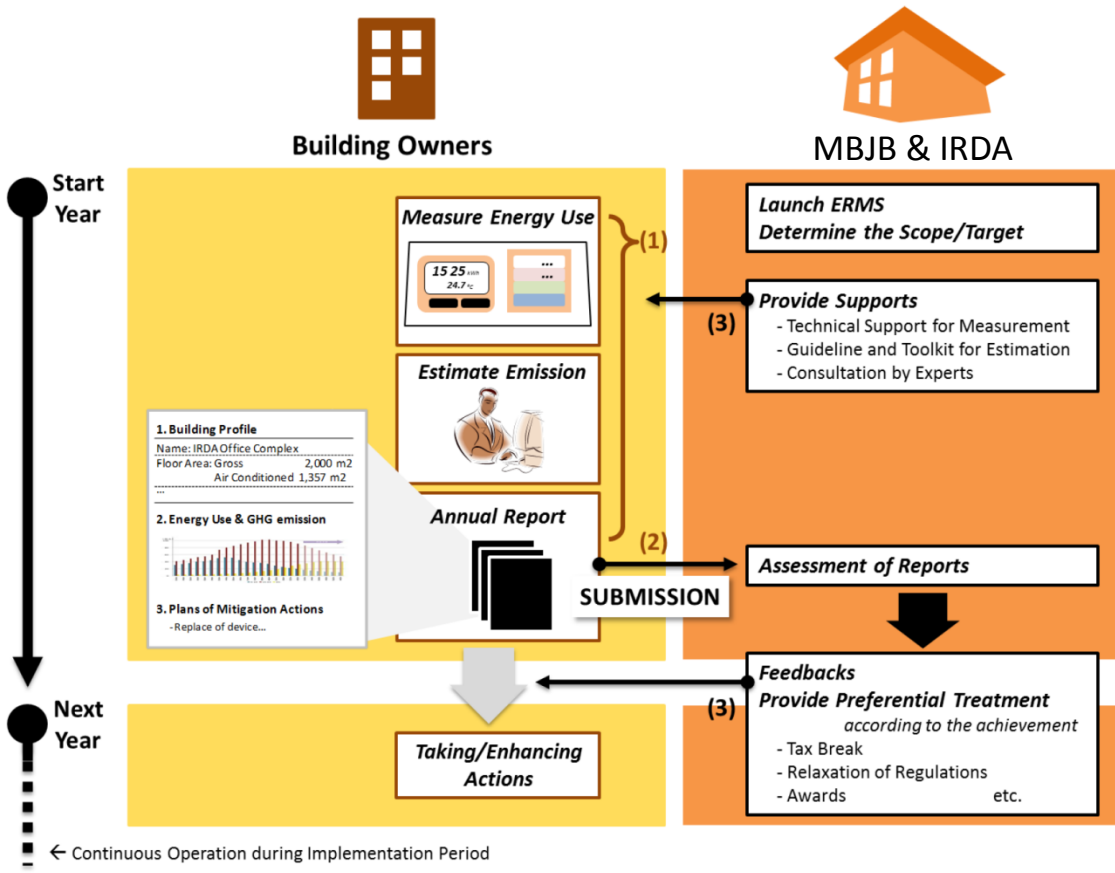 Building Owners
MBJB & IRDA
Start
Year
Measure Energy Use
15 25 kWh
24.7 ℃
...
...
(1)
Launch ERMS
Determine the Scope/Target
(3)
Provide Supports
- Technical Support for Measurement
- Guideline and Toolkit for Estimation
- Consultation by Experts
Estimate Emission
1. Building Profile
Name: IRDA Office Complex
Floor Area: Gross 2,000 m2
Air Conditioned 1,357 m2
...
2. Energy Use & GHG emission
3. Plans of Mitigation Actions
- Replace of device...
Annual Report
(2)
SUBMISSION
Assessment of Reports
(3)
Feedbacks
Provide Preferential Treatment
according to the achievement
- Tax Break
- Relaxation of Regulations
- Awards etc.
Next
Year
Taking/Enhancing
Actions
← Continuous Operation during Implementation Period